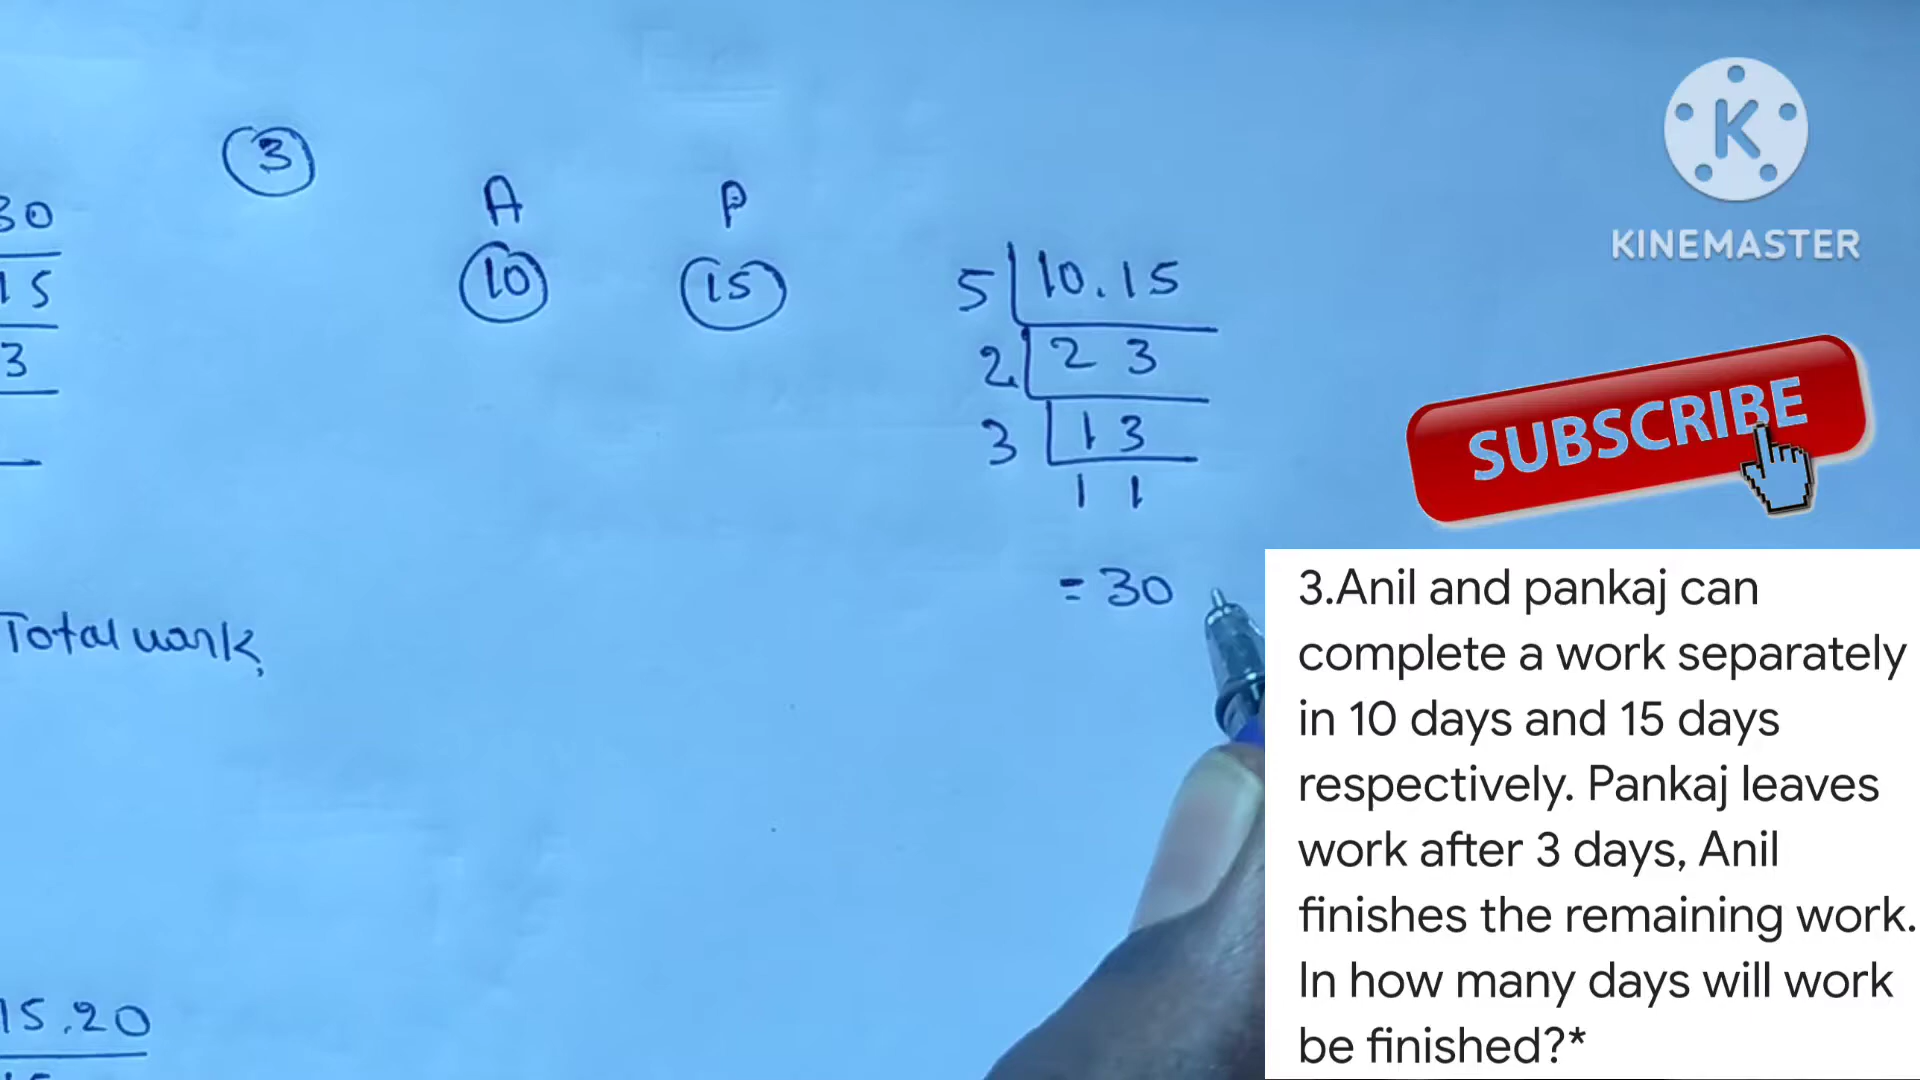 30
15
3
Total work,
15.20
3
A P
10 15
5 10.15
2 2 3
3 1 3
1 1
= 30
K
KINEMASTER
SUBSCRIBE
3.Anil and pankaj can
complete a work separately
in 10 days and 15 days
respectively. Pankaj leaves
work after 3 days, Anil
finishes the remaining work.
In how many days will work
be finished?*